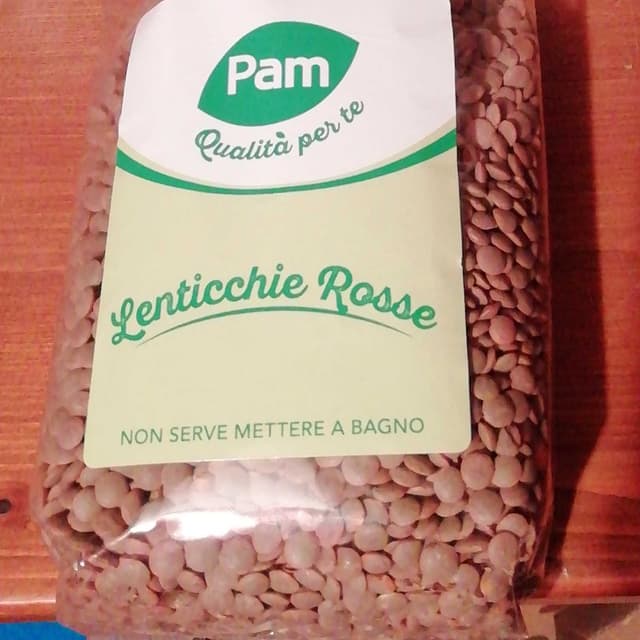 Pam
Qualità per te
Lenticchie Rosse
NON SERVE METTERE A BAGNO